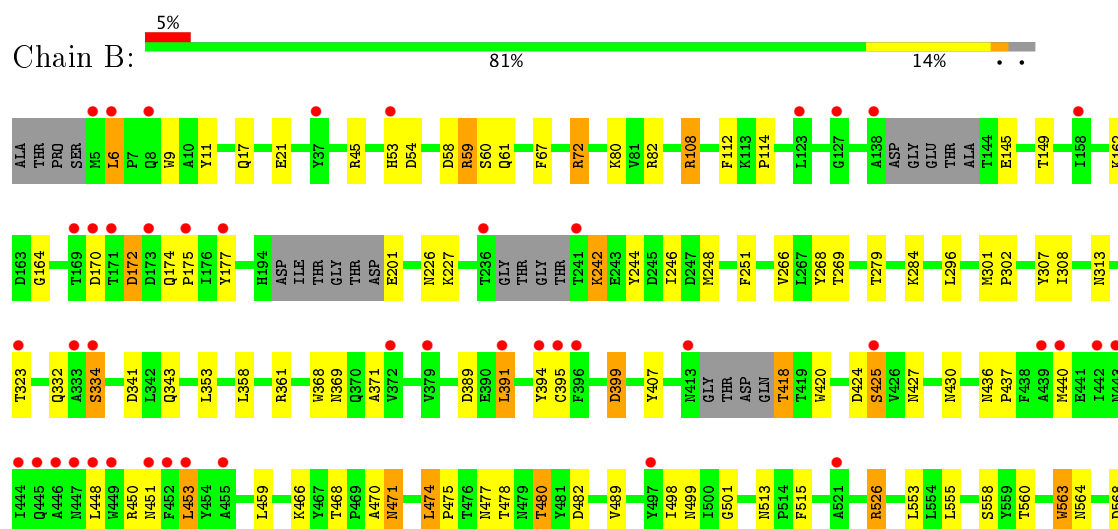 5%
Chain B:
81%
14%
ALA THR PRO SER M5 L6 P7 Q8 W9 A10 Y11 Q17 E21 Y37 R45 H53 D54 D58 R59 S60 Q61 F67 R72 K80 V81 R82 R108 F112 K113 P114 L123 G127 A138 ASP GLY GLU THR ALA T144 E145 T149 I158
D163 G164 T169 D170 T171 D172 D173 Q174 P175 I176 Y177 H194 ASP ILE THR GLY THR ASP E201 N226 K227 T236 GLY THR GLY THR T241 K242 E243 Y244 D245 I246 D247 M248 F251 V266 L267 Y268 T269 T279 K284 L296 M301 P302 Y307 I308 N313
T323 Q332 A333 S334 D341 L342 Q343 L353 L358 R361 W368 N369 Q370 A371 V372 V379 D389 E390 L391 Y394 C395 F396 D399 Y407 N413 GLY THR ASP GLN T418 T419 W420 D424 S425 V426 N427 N430 N436 P437 F438 A439 M440 E441 I442
I444 Q445 A446 N447 L448 W449 R450 N451 F452 L453 Y454 A455 L459 K466 Y467 T468 P469 A470 N471 L474 P475 T476 N477 T478 N479 T480 Y481 D482 V489 Y497 I498 N499 I500 G501 N513 P514 F515 A521 R526 L553 L554 L555 S558 Y559 T560 W563 N564